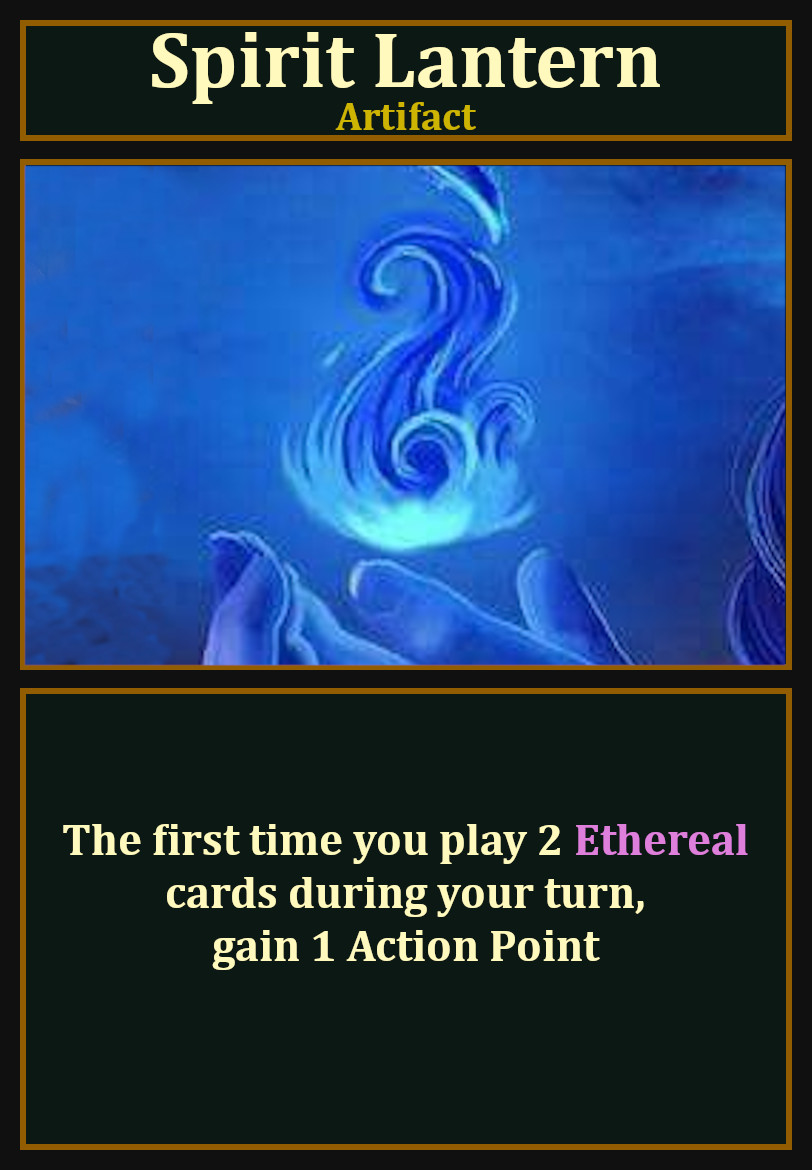 Spirit Lantern
Artifact
The first time you play 2 Ethereal
cards during your turn,
gain 1 Action Point